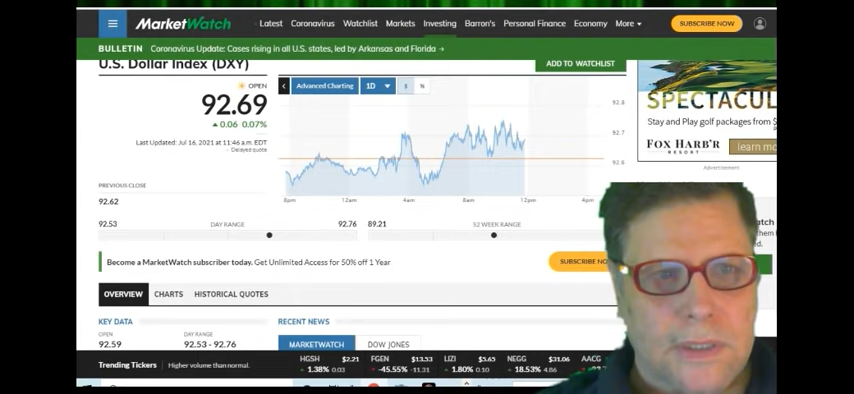 MarketWatch Latest Coronavirus Watchlist Markets Investing Barron's Personal Finance Economy More SUBSCRIBE NOW
BULLETIN Coronavirus Update: Cases rising in all U.S. states, led by Arkansas and Florida →
U.S. Dollar Index (DXY)
ADD TO WATCHLIST
OPEN
92.69
0.06 0.07%
Last Updated: Jul 16, 2021 at 11:46 a.m. EDT
Delayed quote
PREVIOUS CLOSE
92.62
Advanced Charting 1D $ %
92.8
92.7
92.6
8pm 12am 4am 8am 12pm 4pm
92.53 DAY RANGE 92.76 89.21 52 WEEK RANGE
Become a MarketWatch subscriber today. Get Unlimited Access for 50% off 1 Year
SUBSCRIBE NO
OVERVIEW CHARTS HISTORICAL QUOTES
KEY DATA
OPEN
92.59
DAY RANGE
92.53 - 92.76
RECENT NEWS
MARKETWATCH DOW JONES
Trending Tickers Higher volume than normal.
HGSH $2.21
1.38% 0.03
FGEN $13.53
-45.55% -11.31
LIZI $5.65
1.80% 0.10
NEGG $31.06
18.53% 4.86
AACG
SPECTACUL
Stay and Play golf packages from $
FOX HARB'R
RESORT
learn mo
Advertisement